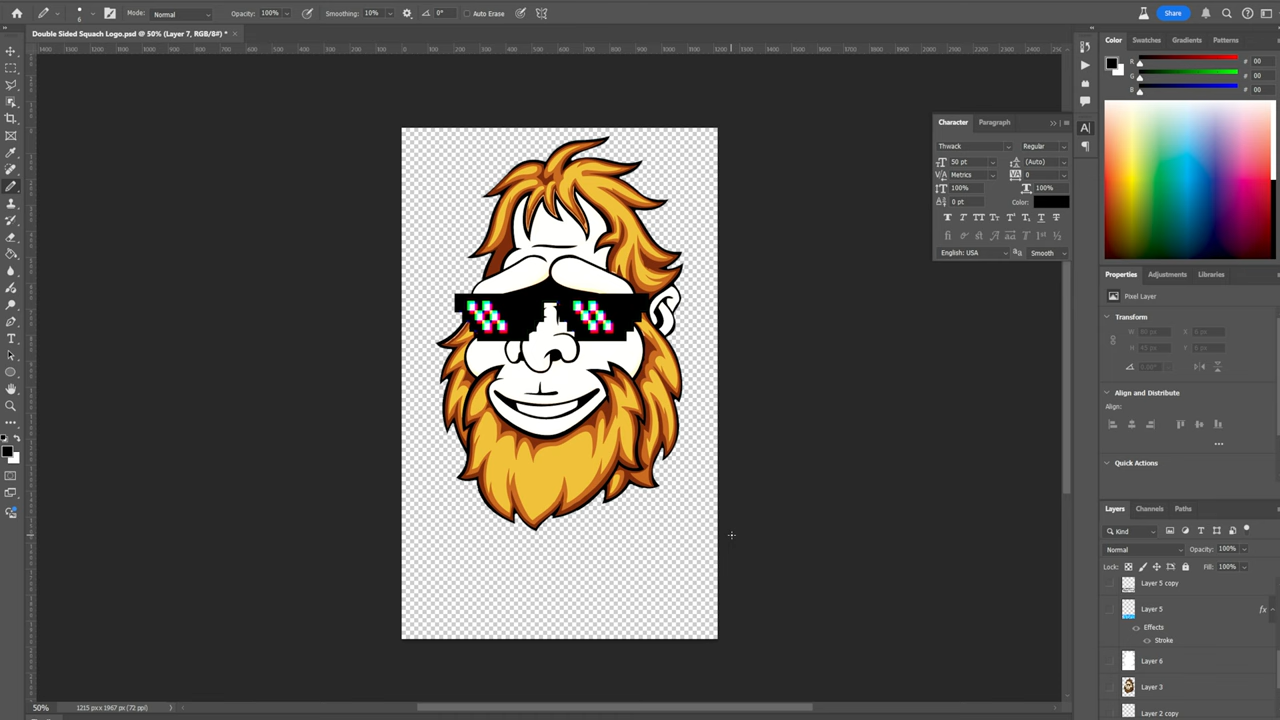 6 Mode: Normal Opacity: 100% Smoothing: 10% 0° Auto Erase Share
Double Sided Squach Logo.psd @ 50% (Layer 7, RGB/8#) * ×
Color Swatches Gradients Patterns
R # 00
G # 00
B # 00
Character Paragraph
Thwack Regular
50 pt (Auto)
Metrics 0
100% 100%
0 pt Color:
English: USA Smooth
Properties Adjustments Libraries
Pixel Layer
Transform
Align and Distribute
Align:
Quick Actions
Layers Channels Paths
Kind
Normal Opacity: 100%
Lock: Fill: 100%
Layer 5 copy
Layer 5 fx
Effects
Stroke
Layer 6
Layer 3
Layer 2 copy
50% 1215 px x 1967 px (72 ppi)